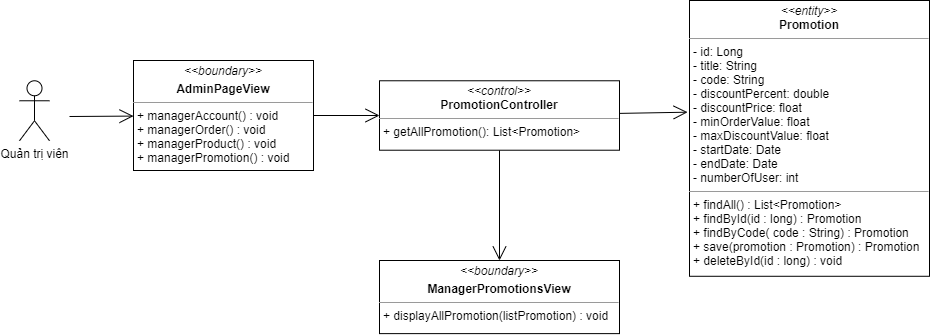 Quản trị viên
<<boundary>>
AdminPageView
+ managerAccount() : void
+ managerOrder() : void
+ managerProduct() : void
+ managerPromotion() : void
<<control>>
PromotionController
+ getAllPromotion(): List<Promotion>
<<entity>>
Promotion
- id: Long
- title: String
- code: String
- discountPercent: double
- discountPrice: float
- minOrderValue: float
- maxDiscountValue: float
- startDate: Date
- endDate: Date
- numberOfUser: int
+ findAll() : List<Promotion>
+ findById(id : long) : Promotion
+ findByCode( code : String) : Promotion
+ save(promotion : Promotion) : Promotion
+ deleteById(id : long) : void
<<boundary>>
ManagerPromotionsView
+ displayAllPromotion(listPromotion) : void